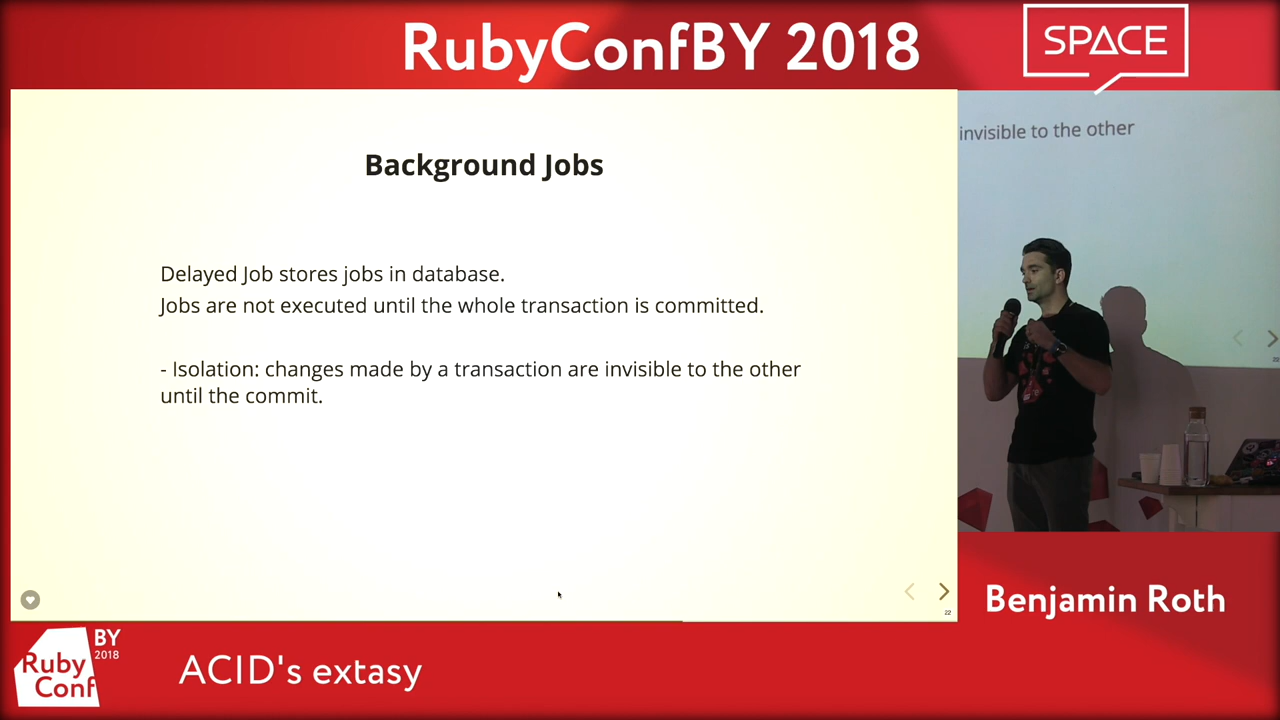 RubyConfBY 2018
SPACE
Background Jobs
Delayed Job stores jobs in database.
Jobs are not executed until the whole transaction is committed.
- Isolation: changes made by a transaction are invisible to the other
until the commit.
22
invisible to the other
22
Benjamin Roth
Ruby
Conf
BY
2018
ACID's extasy